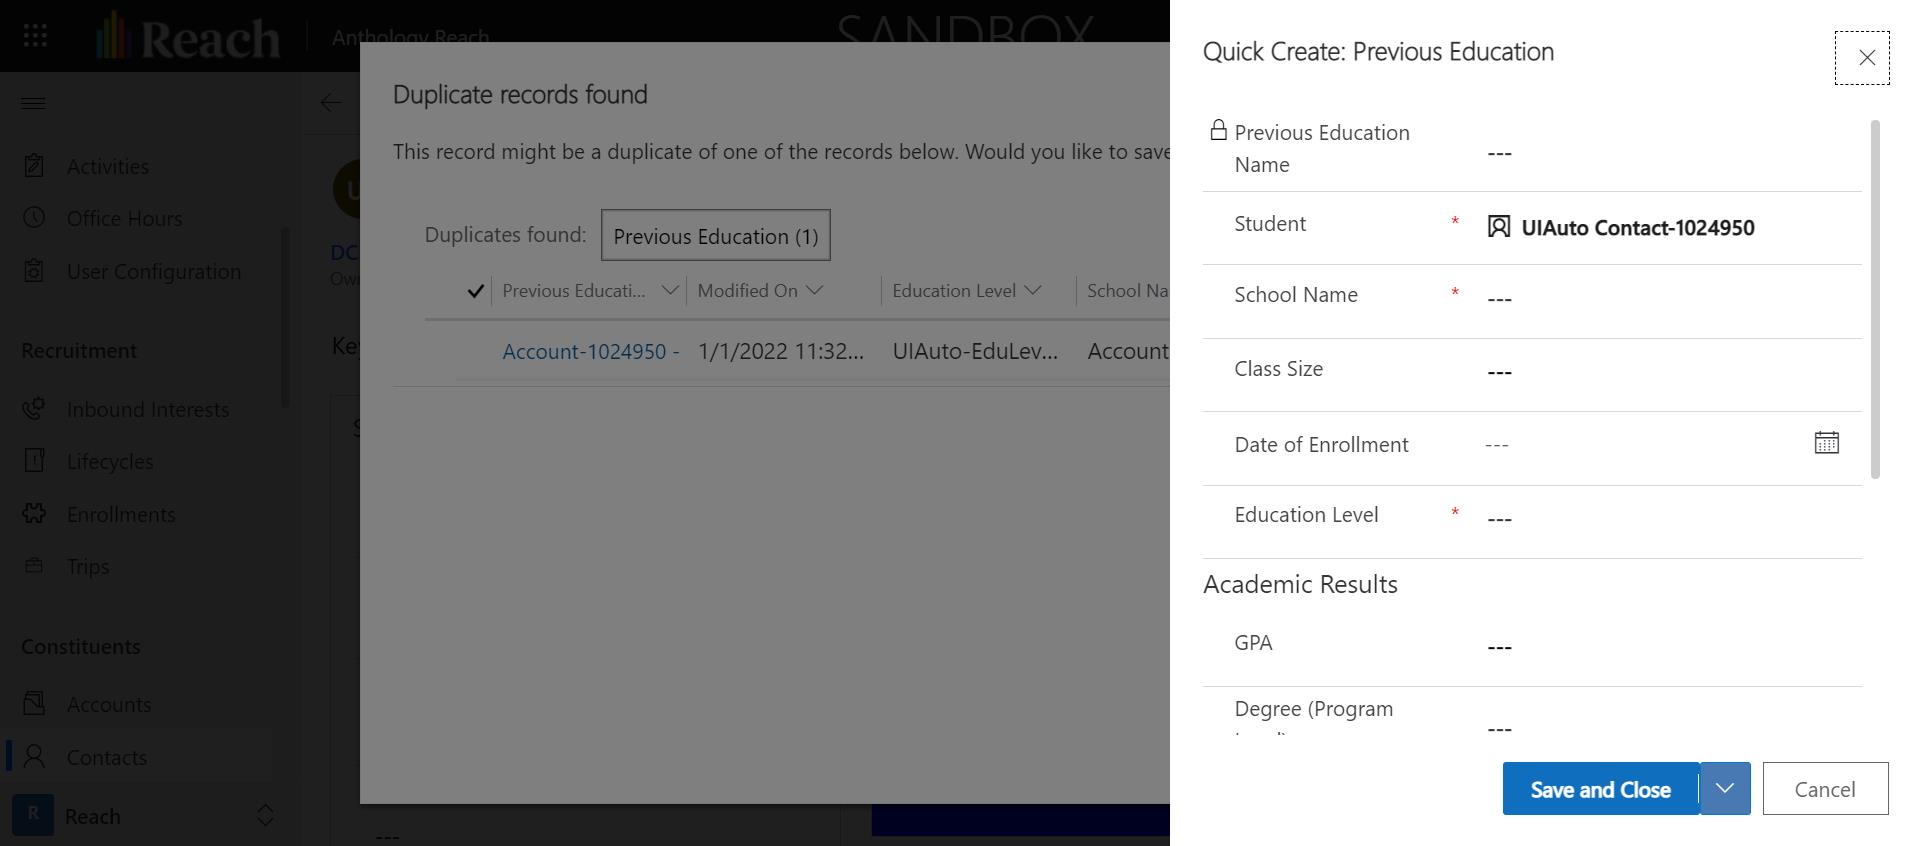 Reach
Anthology Reach
SANDBOX
Activities
Office Hours
User Configuration
Recruitment
Inbound Interests
Lifecycles
Enrollments
Trips
Constituents
Accounts
Contacts
R
Reach
Duplicate records found
This record might be a duplicate of one of the records below. Would you like to save
Duplicates found:
Previous Education (1)
Previous Educati...
Modified On
Education Level
School Na
Account-1024950 -
1/1/2022 11:32...
UIAuto-EduLev...
Account
---
Quick Create: Previous Education
Previous Education
Name
---
Student
*
UIAuto Contact-1024950
School Name
*
---
Class Size
---
Date of Enrollment
---
Education Level
*
---
Academic Results
GPA
---
Degree (Program
---
Save and Close
Cancel